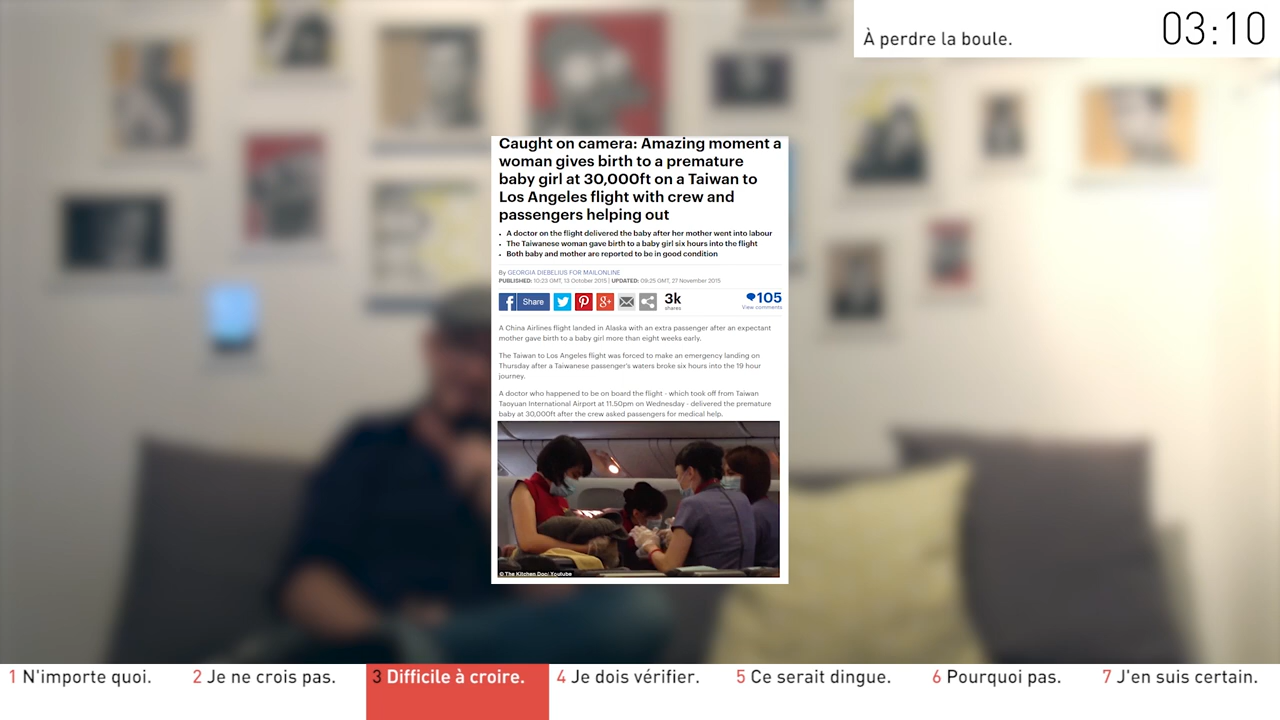 À perdre la boule.
03:10
Caught on camera: Amazing moment a
woman gives birth to a premature
baby girl at 30,000ft on a Taiwan to
Los Angeles flight with crew and
passengers helping out
• A doctor on the flight delivered the baby after her mother went into labour
• The Taiwanese woman gave birth to a baby girl six hours into the flight
• Both baby and mother are reported to be in good condition
By GEORGIA DIEBELIUS FOR MAILONLINE
PUBLISHED: 10:23 GMT, 13 October 2015 | UPDATED: 09:25 GMT, 27 November 2015
Share
3k
shares
105
View comments
A China Airlines flight landed in Alaska with an extra passenger after an expectant
mother gave birth to a baby girl more than eight weeks early.
The Taiwan to Los Angeles flight was forced to make an emergency landing on
Thursday after a Taiwanese passenger's waters broke six hours into the 19 hour
journey.
A doctor who happened to be on board the flight - which took off from Taiwan
Taoyuan International Airport at 11.50pm on Wednesday - delivered the premature
baby at 30,000ft after the crew asked passengers for medical help.
© The Kitchen Doc/ Youtube
1 N'importe quoi.
2 Je ne crois pas.
3 Difficile à croire.
4 Je dois vérifier.
5 Ce serait dingue.
6 Pourquoi pas.
7 J'en suis certain.